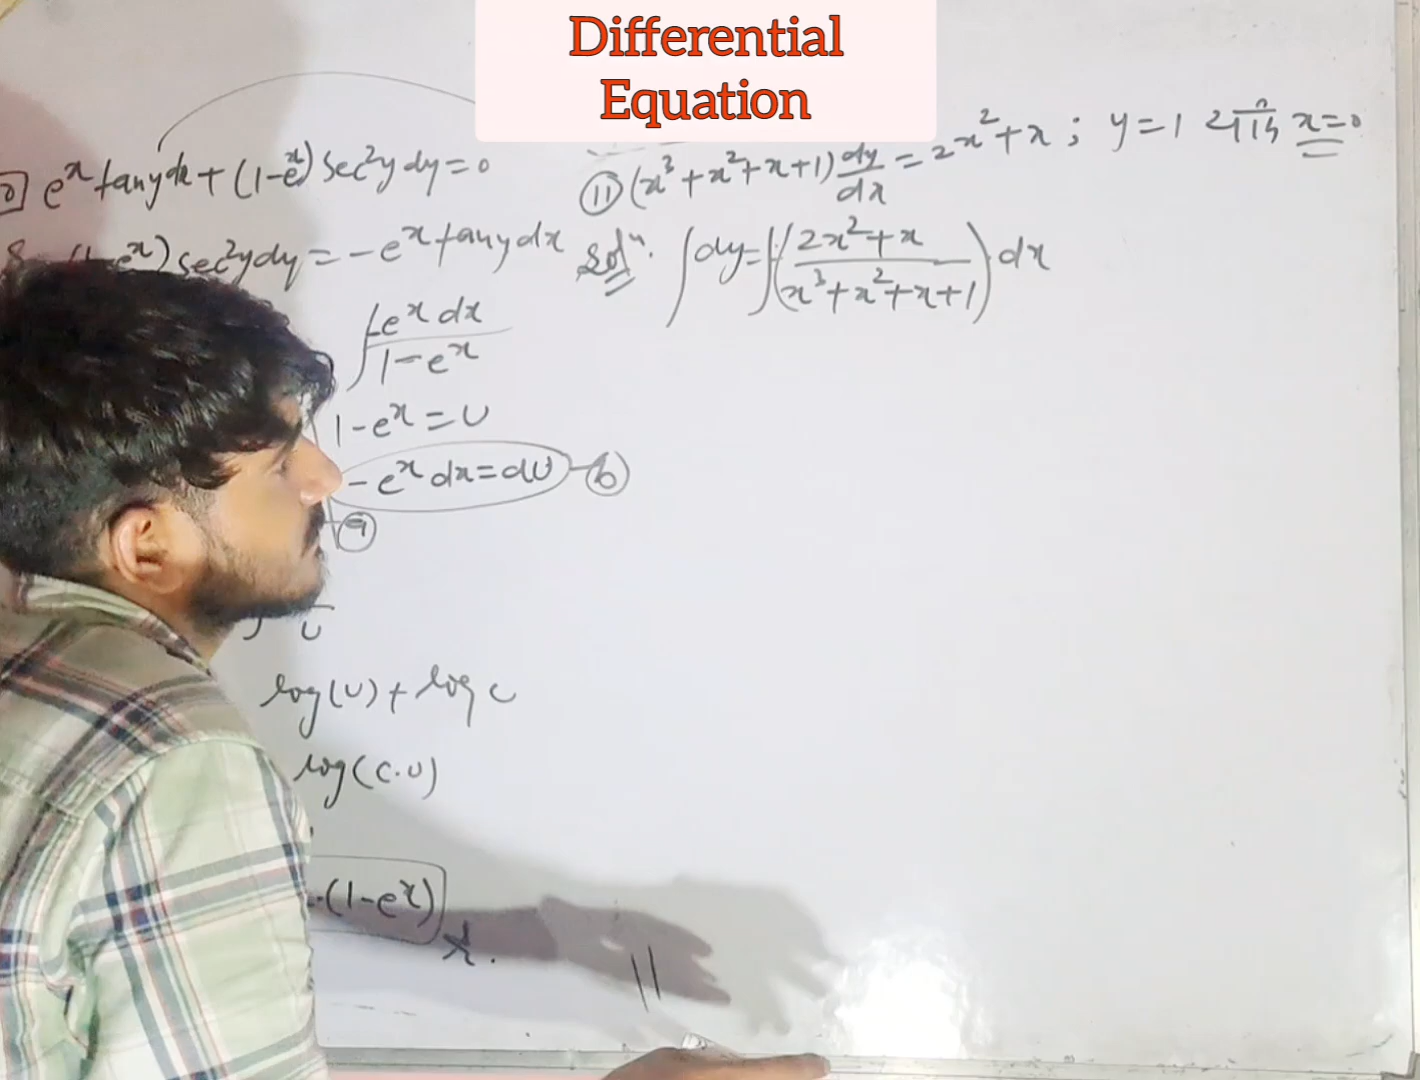 Differential
Equation
e^x tany dx + (1-e^x) sec²y dy = 0
(1-e^x) sec²y dy = -e^x tany dx
∫ -e^x dx / 1-e^x
1-e^x = U
-e^x dx = dU (b)
(a)
U
log(U) + log c
log(c.U)
(1-e^x)
(11) (x³+x²+x+1) dy/dx = 2x²+x ; y=1 x=0
Solⁿ. ∫dy = ∫(2x²+x / x³+x²+x+1) dx